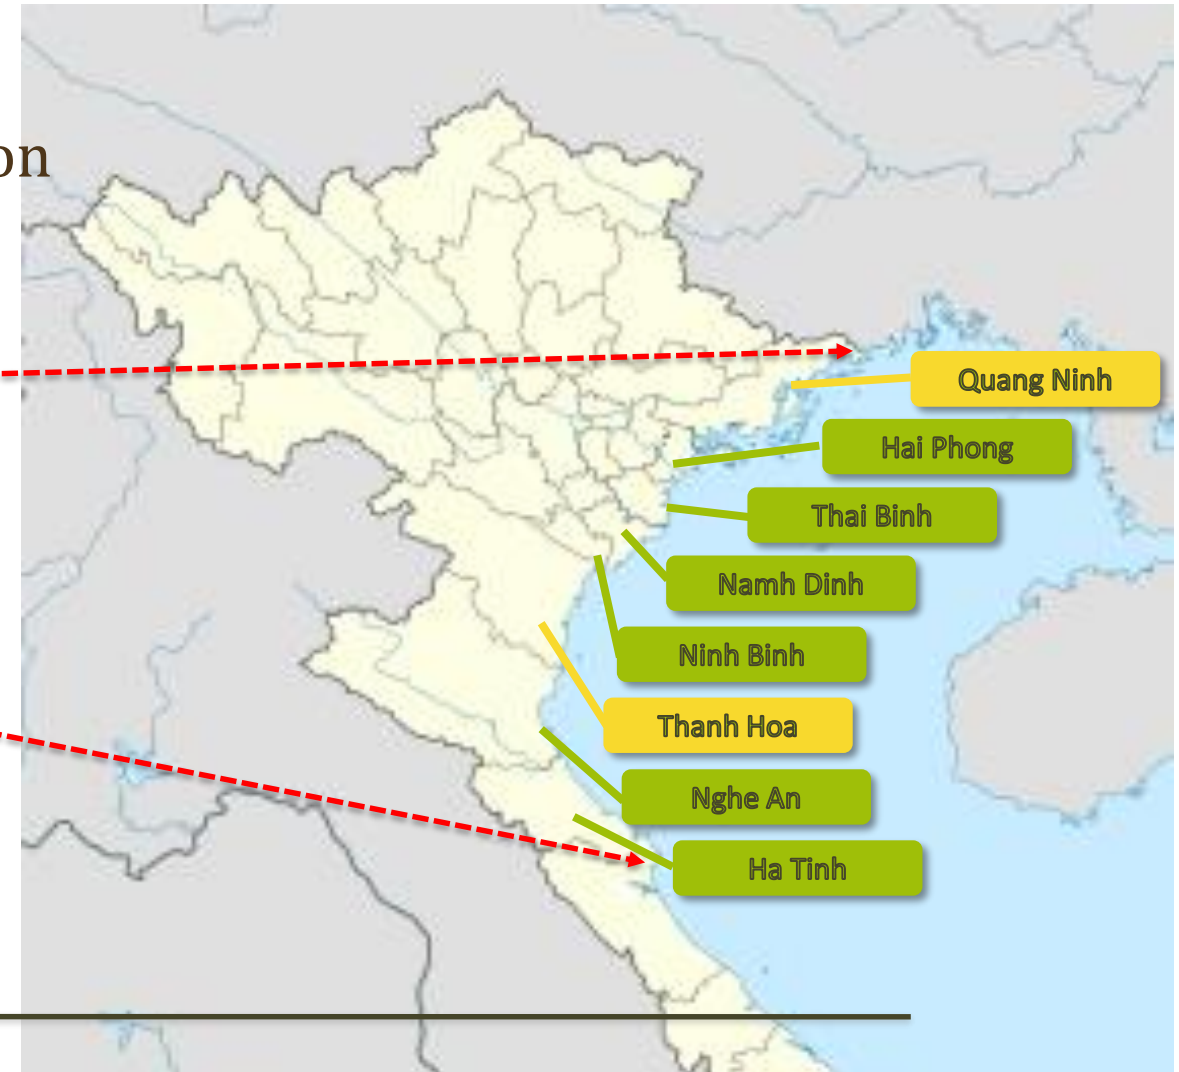 on
Quang Ninh
Hai Phong
Thai Binh
Namh Dinh
Ninh Binh
Thanh Hoa
Nghe An
Ha Tinh